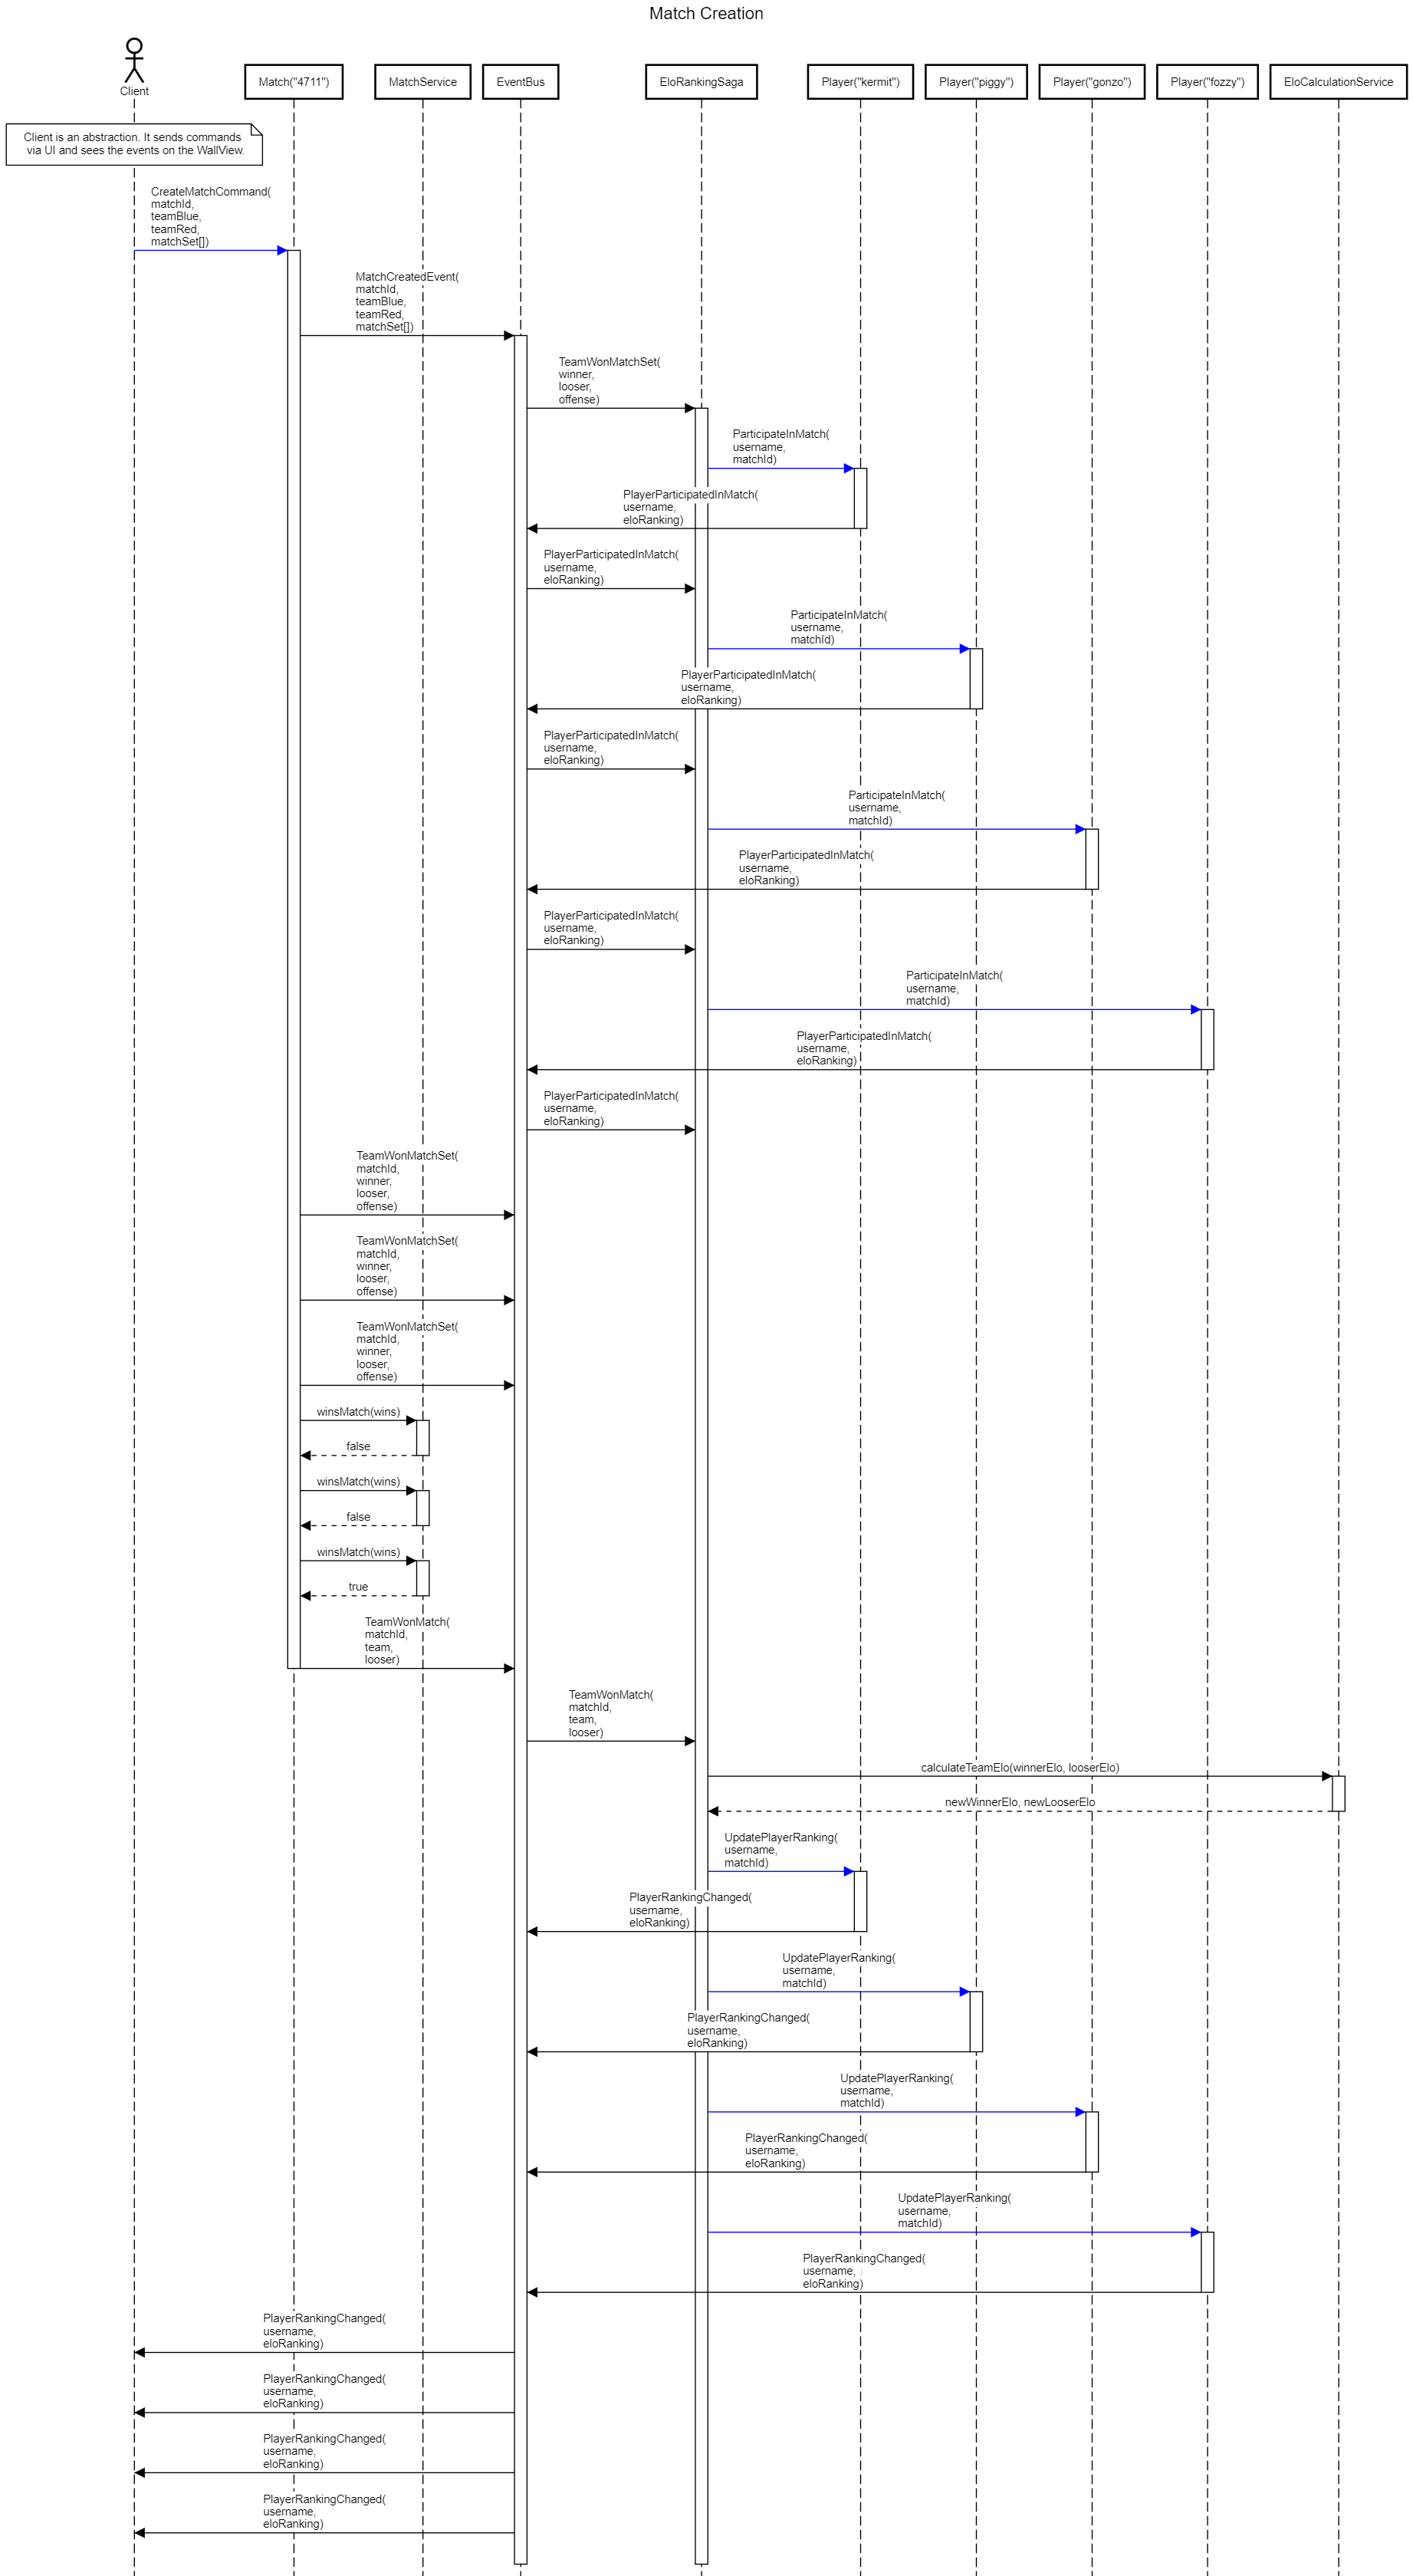 Match Creation
Client
Match("4711")
MatchService
EventBus
EloRankingSaga
Player("kermit")
Player("piggy")
Player("gonzo")
Player("fozzy")
EloCalculationService
Client is an abstraction. It sends commands
via UI and sees the events on the WallView.
CreateMatchCommand(
matchId,
teamBlue,
teamRed,
matchSet[])
MatchCreatedEvent(
matchId,
teamBlue,
teamRed,
matchSet[])
TeamWonMatchSet(
winner,
looser,
offense)
ParticipateInMatch(
username,
matchId)
PlayerParticipatedInMatch(
username,
eloRanking)
PlayerParticipatedInMatch(
username,
eloRanking)
ParticipateInMatch(
username,
matchId)
PlayerParticipatedInMatch(
username,
eloRanking)
PlayerParticipatedInMatch(
username,
eloRanking)
ParticipateInMatch(
username,
matchId)
PlayerParticipatedInMatch(
username,
eloRanking)
PlayerParticipatedInMatch(
username,
eloRanking)
ParticipateInMatch(
username,
matchId)
PlayerParticipatedInMatch(
username,
eloRanking)
PlayerParticipatedInMatch(
username,
eloRanking)
TeamWonMatchSet(
matchId,
winner,
looser,
offense)
TeamWonMatchSet(
matchId,
winner,
looser,
offense)
TeamWonMatchSet(
matchId,
winner,
looser,
offense)
winsMatch(wins)
false
winsMatch(wins)
false
winsMatch(wins)
true
TeamWonMatch(
matchId,
team,
looser)
TeamWonMatch(
matchId,
team,
looser)
calculateTeamElo(winnerElo, looserElo)
newWinnerElo, newLooserElo
UpdatePlayerRanking(
username,
matchId)
PlayerRankingChanged(
username,
eloRanking)
UpdatePlayerRanking(
username,
matchId)
PlayerRankingChanged(
username,
eloRanking)
UpdatePlayerRanking(
username,
matchId)
PlayerRankingChanged(
username,
eloRanking)
UpdatePlayerRanking(
username,
matchId)
PlayerRankingChanged(
username,
eloRanking)
PlayerRankingChanged(
username,
eloRanking)
PlayerRankingChanged(
username,
eloRanking)
PlayerRankingChanged(
username,
eloRanking)
PlayerRankingChanged(
username,
eloRanking)